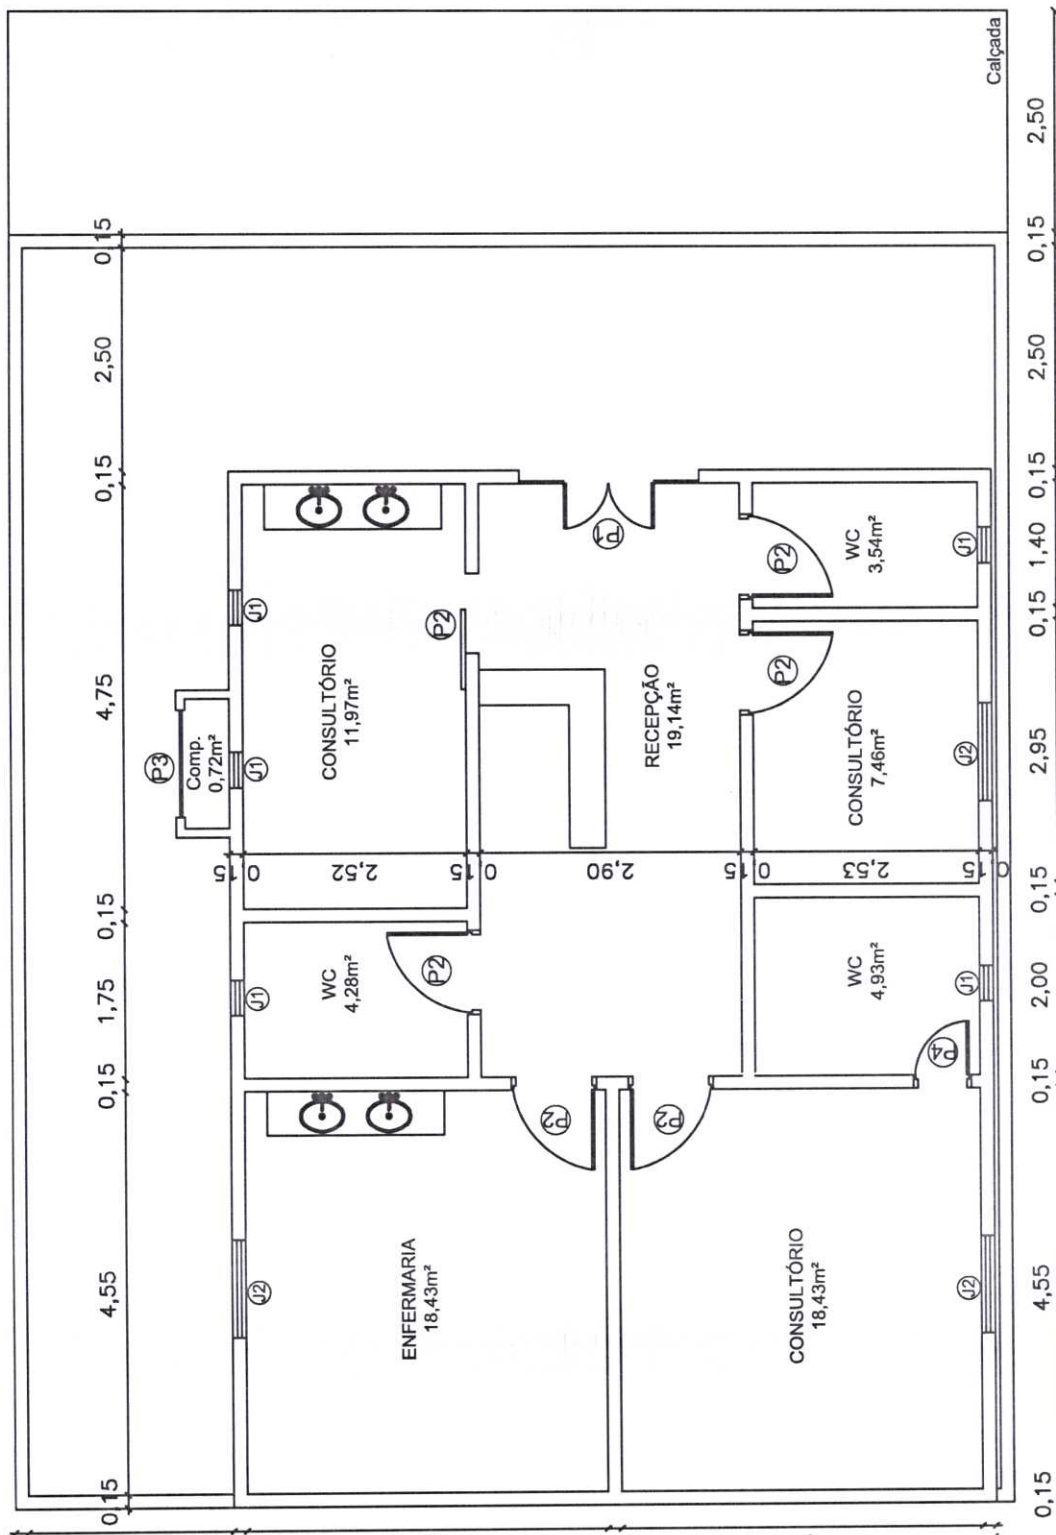 Calçada
0,15
4,55
0,15
1,75
0,15
4,75
0,15
2,50
0,15
P3
Comp.
0,72m²
J2
J1
J1
J1
ENFERMARIA
18,43m²
WC
4,28m²
P2
CONSULTÓRIO
11,97m²
P2
0,15
2,52
0,15
2,90
0,15
2,53
0,15
P2
P2
RECEPÇÃO
19,14m²
P1
P2
P2
CONSULTÓRIO
18,43m²
P4
WC
4,93m²
CONSULTÓRIO
7,46m²
WC
3,54m²
J2
J1
J2
J1
0,15
4,55
0,15
2,00
0,15
2,95
0,15
1,40
0,15
2,50
0,15
2,50